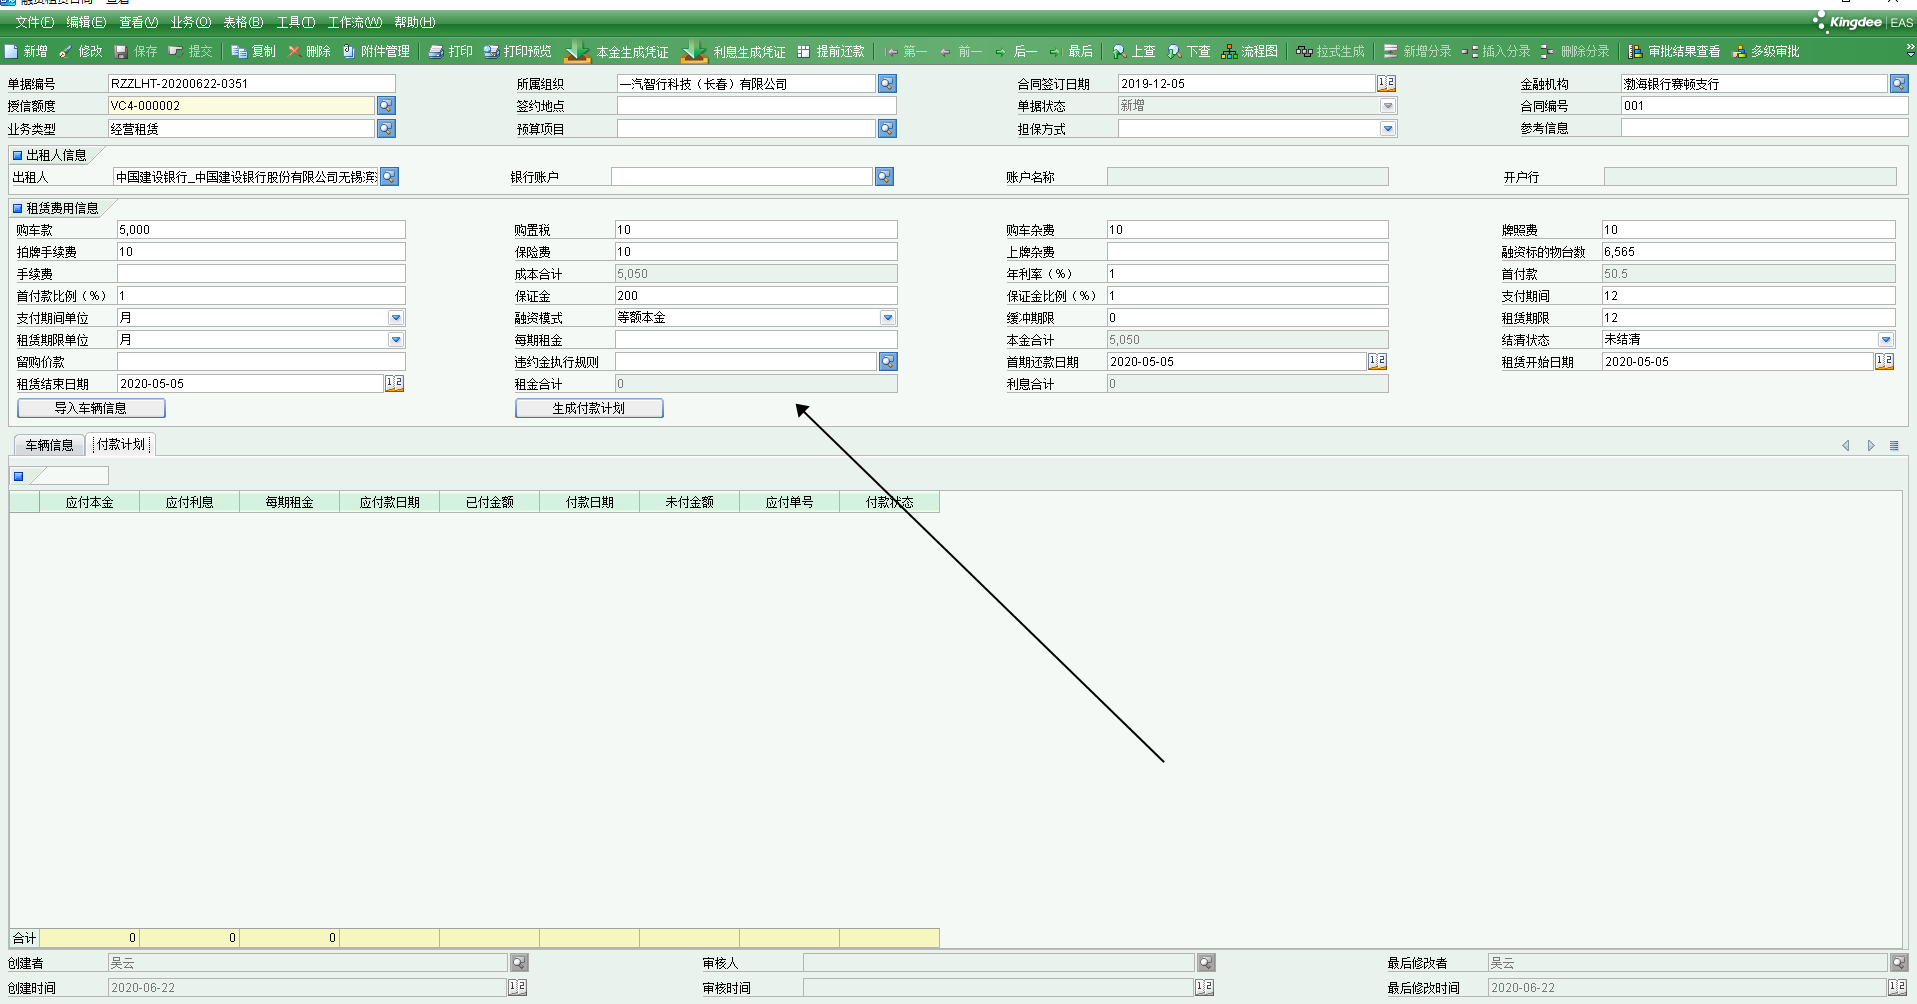 文件(F) 编辑(E) 查看(V) 业务(O) 表格(B) 工具(T) 工作流(W) 帮助(H) Kingdee EAS
新增 修改 保存 提交 复制 删除 附件管理 打印 打印预览 本金生成凭证 利息生成凭证 提前还款 第一 前一 后一 最后 上查 下查 流程图 拉式生成 新增分录 插入分录 删除分录 审批结果查看 多级审批
单据编号 RZZLHT-20200622-0351 所属组织 一汽智行科技（长春）有限公司 合同签订日期 2019-12-05 金融机构 渤海银行赛顿支行
授信额度 VC4-000002 签约地点 单据状态 新增 合同编号 001
业务类型 经营租赁 预算项目 担保方式 参考信息
出租人信息
出租人 中国建设银行_中国建设银行股份有限公司无锡滨 银行账户 账户名称 开户行
租赁费用信息
购车款 5,000 购置税 10 购车杂费 10 牌照费 10
拍牌手续费 10 保险费 10 上牌杂费 融资标的物台数 6,565
手续费 成本合计 5,050 年利率（%） 1 首付款 50.5
首付款比例（%） 1 保证金 200 保证金比例（%） 1 支付期间 12
支付期间单位 月 融资模式 等额本金 缓冲期限 0 租赁期限 12
租赁期限单位 月 每期租金 本金合计 5,050 结清状态 未结清
留购价款 违约金执行规则 首期还款日期 2020-05-05 租赁开始日期 2020-05-05
租赁结束日期 2020-05-05 租金合计 0 利息合计 0
导入车辆信息 生成付款计划
车辆信息 付款计划
应付本金 应付利息 每期租金 应付款日期 已付金额 付款日期 未付金额 应付单号 付款状态
合计 0 0 0
创建者 吴云 审核人 最后修改者 吴云
创建时间 2020-06-22 审核时间 最后修改时间 2020-06-22